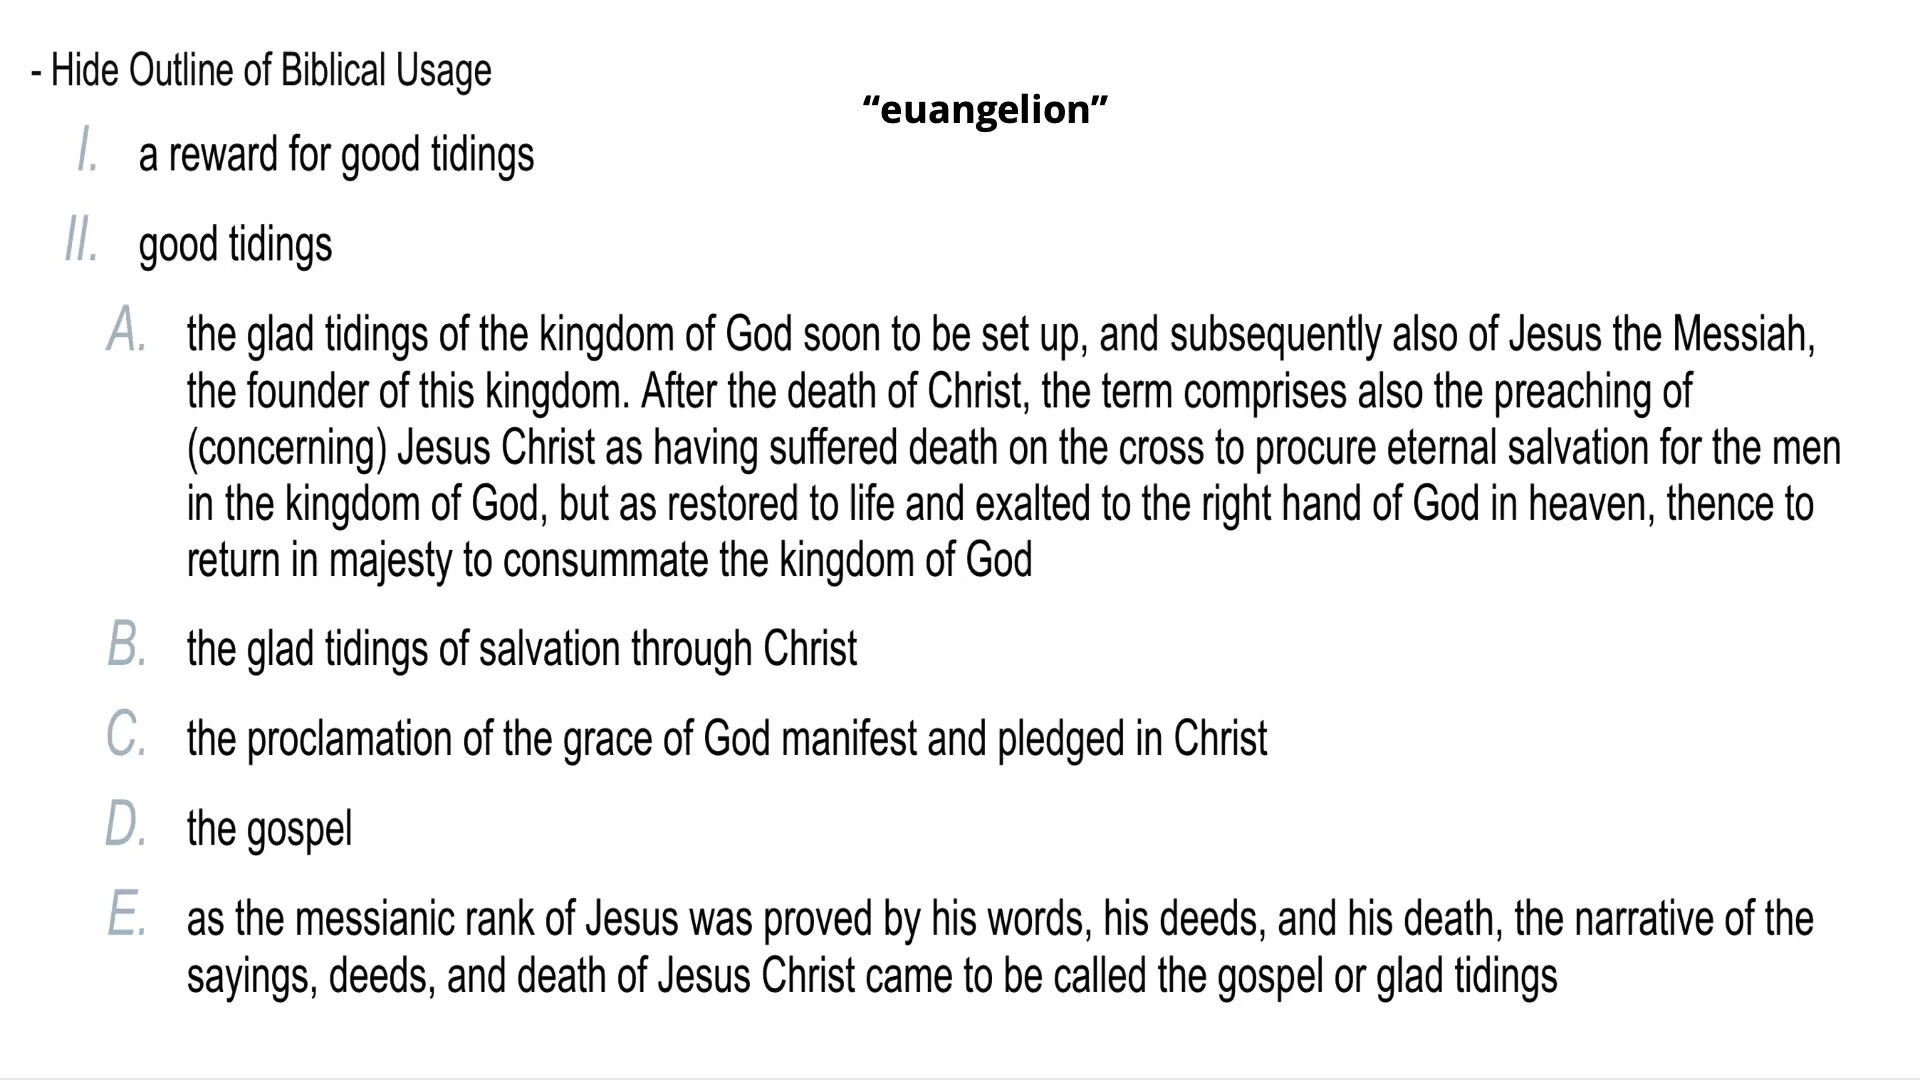 - Hide Outline of Biblical Usage
“euangelion”
I. a reward for good tidings
II. good tidings
A. the glad tidings of the kingdom of God soon to be set up, and subsequently also of Jesus the Messiah,
the founder of this kingdom. After the death of Christ, the term comprises also the preaching of
(concerning) Jesus Christ as having suffered death on the cross to procure eternal salvation for the men
in the kingdom of God, but as restored to life and exalted to the right hand of God in heaven, thence to
return in majesty to consummate the kingdom of God
B. the glad tidings of salvation through Christ
C. the proclamation of the grace of God manifest and pledged in Christ
D. the gospel
E. as the messianic rank of Jesus was proved by his words, his deeds, and his death, the narrative of the
sayings, deeds, and death of Jesus Christ came to be called the gospel or glad tidings